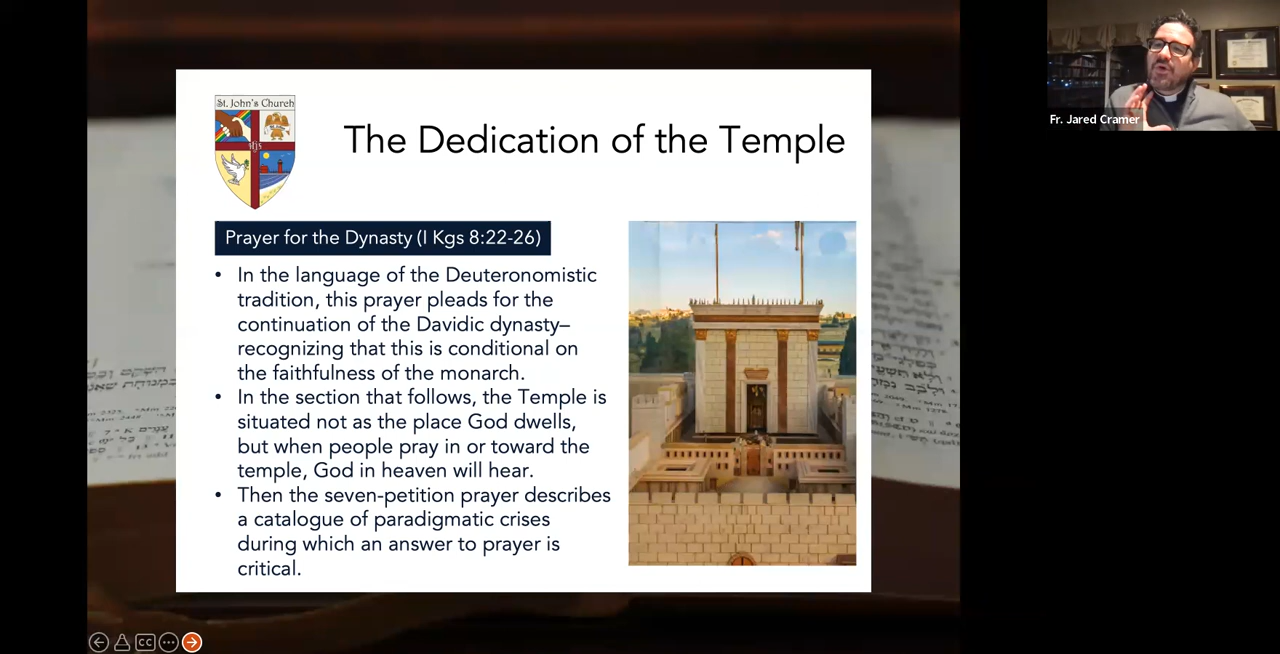 St. John's Church
The Dedication of the Temple
Prayer for the Dynasty (I Kgs 8:22-26)
• In the language of the Deuteronomistic
tradition, this prayer pleads for the
continuation of the Davidic dynasty–
recognizing that this is conditional on
the faithfulness of the monarch.
• In the section that follows, the Temple is
situated not as the place God dwells,
but when people pray in or toward the
temple, God in heaven will hear.
• Then the seven-petition prayer describes
a catalogue of paradigmatic crises
during which an answer to prayer is
critical.
Fr. Jared Cramer
CC